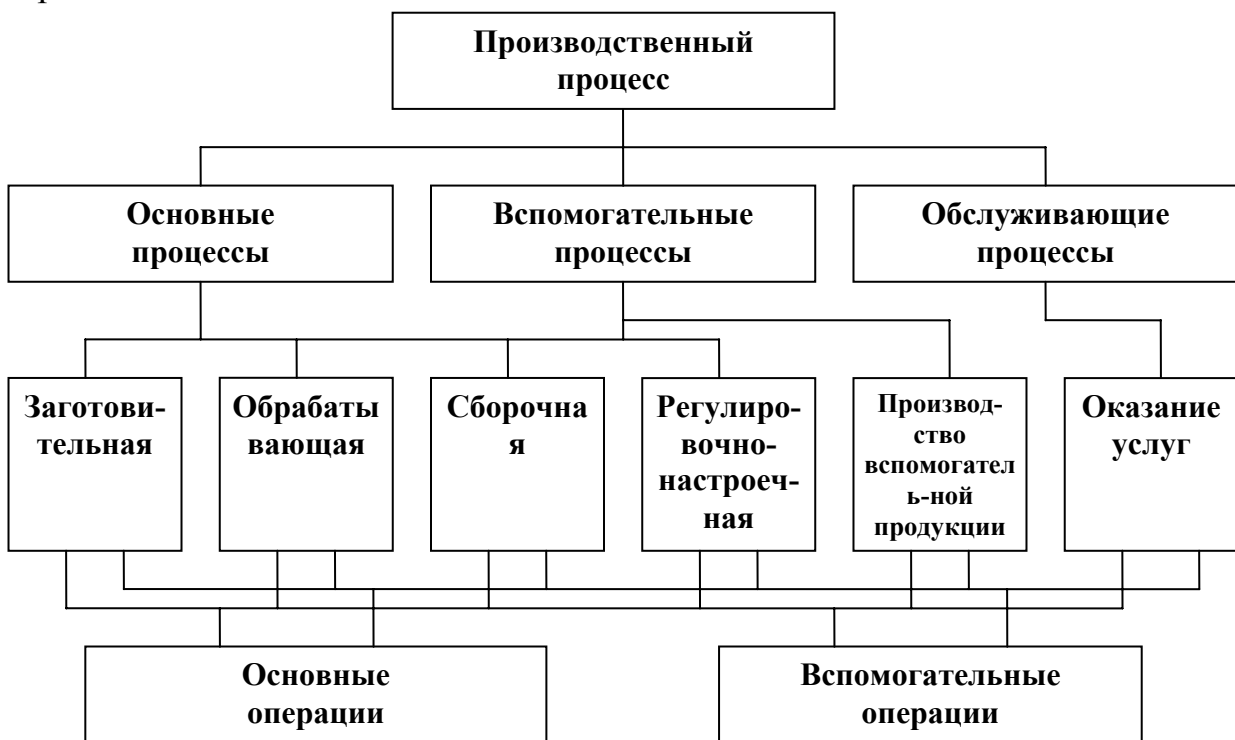 Производственный
процесс
Основные
процессы
Вспомогательные
процессы
Обслуживающие
процессы
Заготови-
тельная
Обрабаты
вающая
Сборочна
я
Регулиро-
вочно-
настроеч-
ная
Производ-
ство
вспомогател
ь-ной
продукции
Оказание
услуг
Основные
операции
Вспомогательные
операции